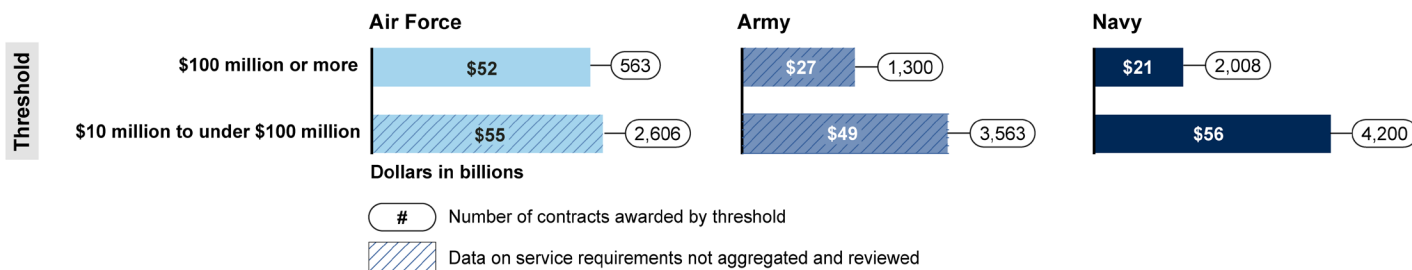 Air Force Army Navy
Threshold
$100 million or more $52 563 $27 1,300 $21 2,008
$10 million to under $100 million $55 2,606 $49 3,563 $56 4,200
Dollars in billions
# Number of contracts awarded by threshold
Data on service requirements not aggregated and reviewed